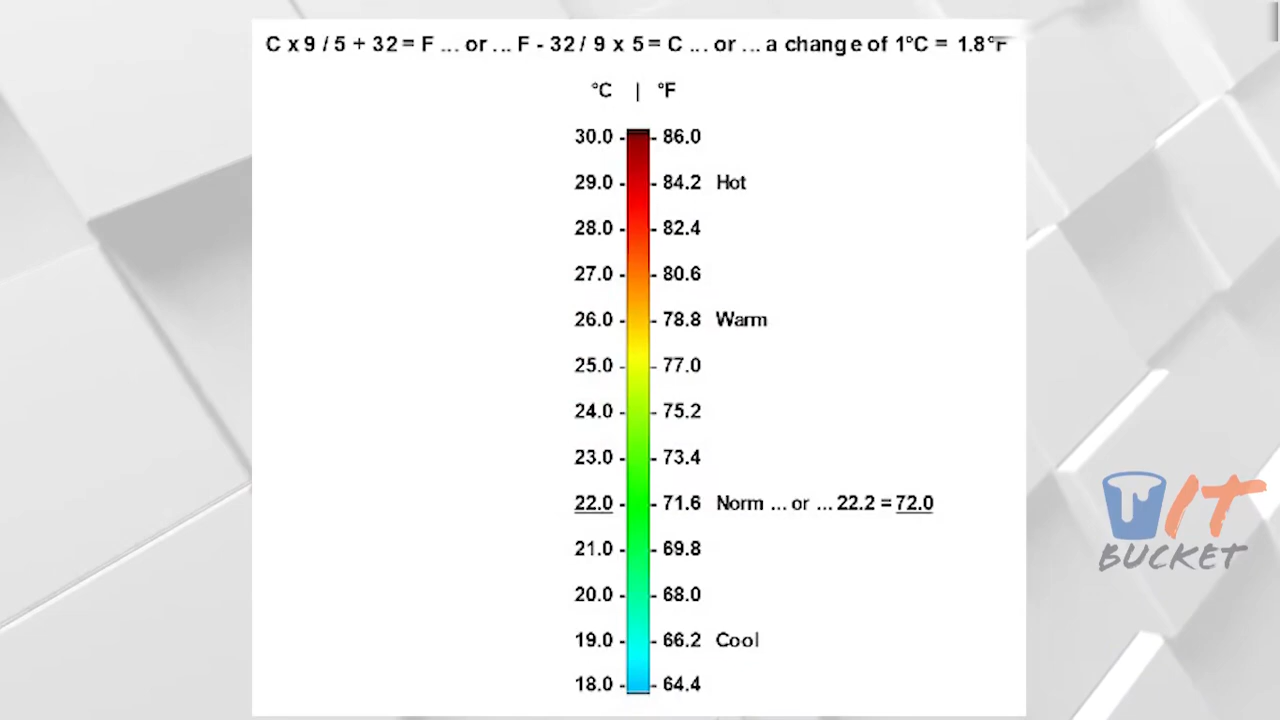 C x 9 / 5 + 32 = F ... or ... F - 32 / 9 x 5 = C ... or ... a change of 1°C = 1.8°F
°C | °F
30.0 - - 86.0
29.0 - - 84.2 Hot
28.0 - - 82.4
27.0 - - 80.6
26.0 - - 78.8 Warm
25.0 - - 77.0
24.0 - - 75.2
23.0 - - 73.4
22.0 - - 71.6 Norm ... or ... 22.2 = 72.0
21.0 - - 69.8
20.0 - - 68.0
19.0 - - 66.2 Cool
18.0 - - 64.4
IT
BUCKET